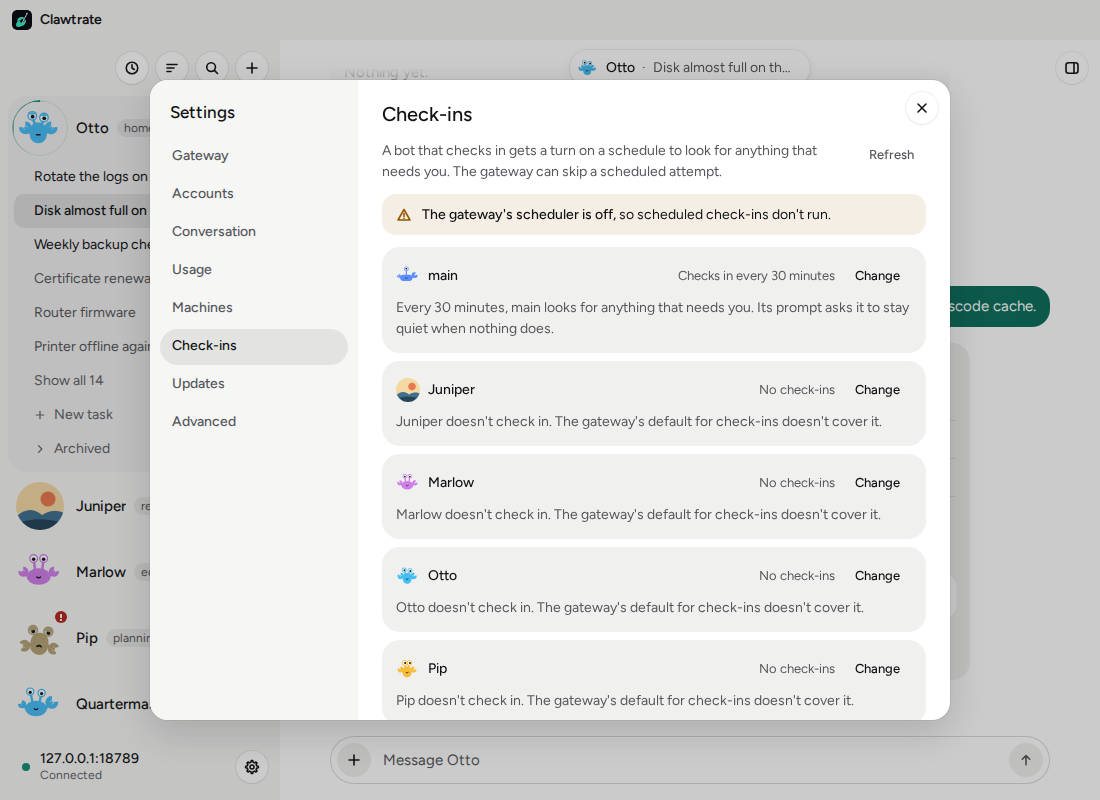 Clawtrate
Nothing yet.
Otto · Disk almost full on th...
Otto
Rotate the logs on
Disk almost full on
Weekly backup
Certificate
Router firmware
Printer offline
Show all 14
+ New task
Archived
Juniper
Marlow
Pip
127.0.0.1:18789
Connected
Settings
Gateway
Accounts
Conversation
Usage
Machines
Check-ins
Updates
Advanced
Check-ins
A bot that checks in gets a turn on a schedule to look for anything that
needs you. The gateway can skip a scheduled attempt.
Refresh
The gateway's scheduler is off, so scheduled check-ins don't run.
main
Checks in every 30 minutes
Change
Every 30 minutes, main looks for anything that needs you. Its prompt asks it to stay
quiet when nothing does.
Juniper
No check-ins
Change
Juniper doesn't check in. The gateway's default for check-ins doesn't cover it.
Marlow
No check-ins
Change
Marlow doesn't check in. The gateway's default for check-ins doesn't cover it.
Otto
No check-ins
Change
Otto doesn't check in. The gateway's default for check-ins doesn't cover it.
Pip
No check-ins
Change
Pip doesn't check in. The gateway's default for check-ins doesn't cover it.
cache.
Message Otto